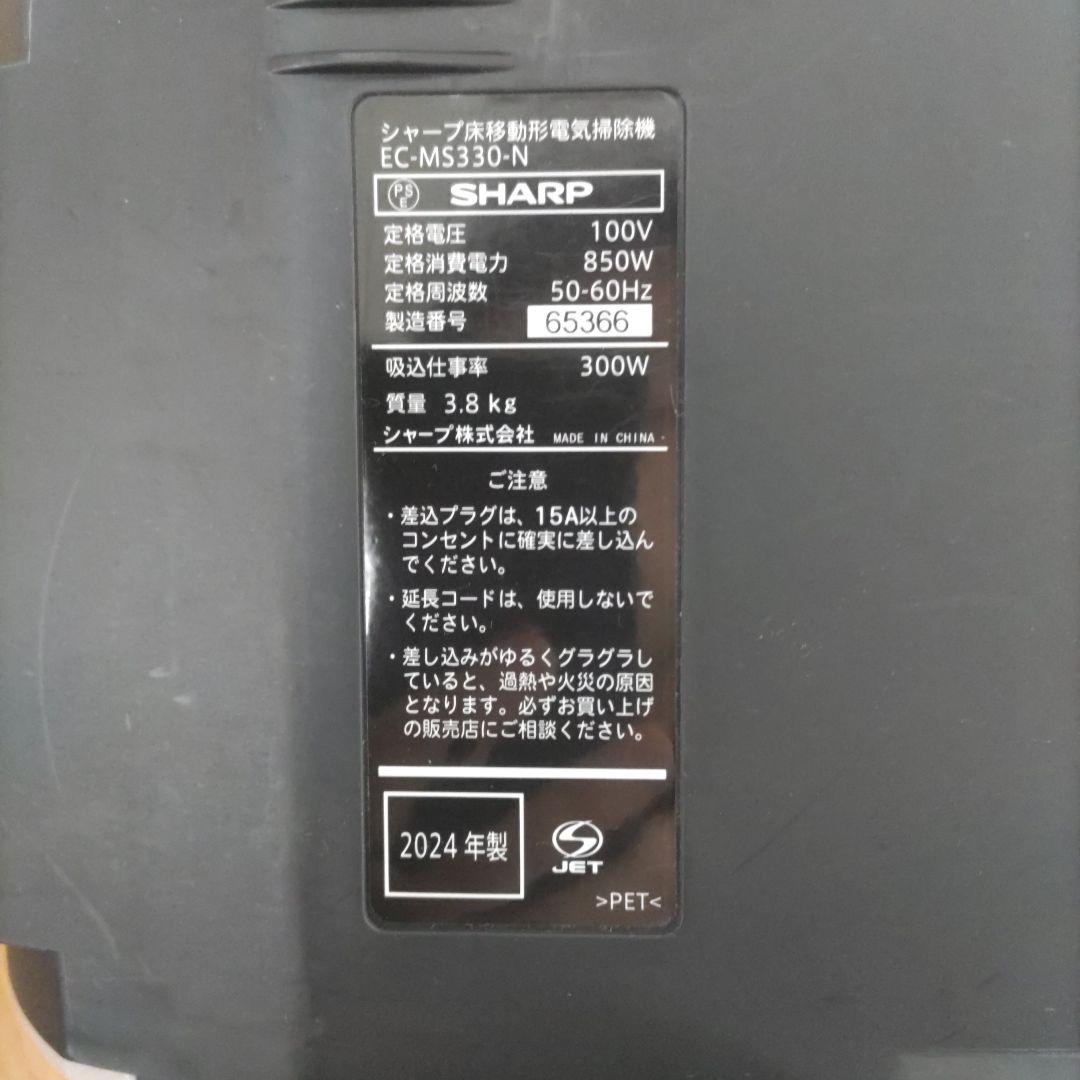 シャープ床移動形電気掃除機
EC-MS330-N
PSE SHARP
定格電圧 100V
定格消費電力 850W
定格周波数 50-60Hz
製造番号 65366
吸込仕事率 300W
質量 3.8 kg
シャープ株式会社 MADE IN CHINA
ご注意
・差込プラグは、15A以上の
コンセントに確実に差し込ん
でください。
・延長コードは、使用しないで
ください。
・差し込みがゆるくグラグラし
ていると、過熱や火災の原因
となります。必ずお買い上げ
の販売店にご相談ください。
2024年製
JET
>PET<